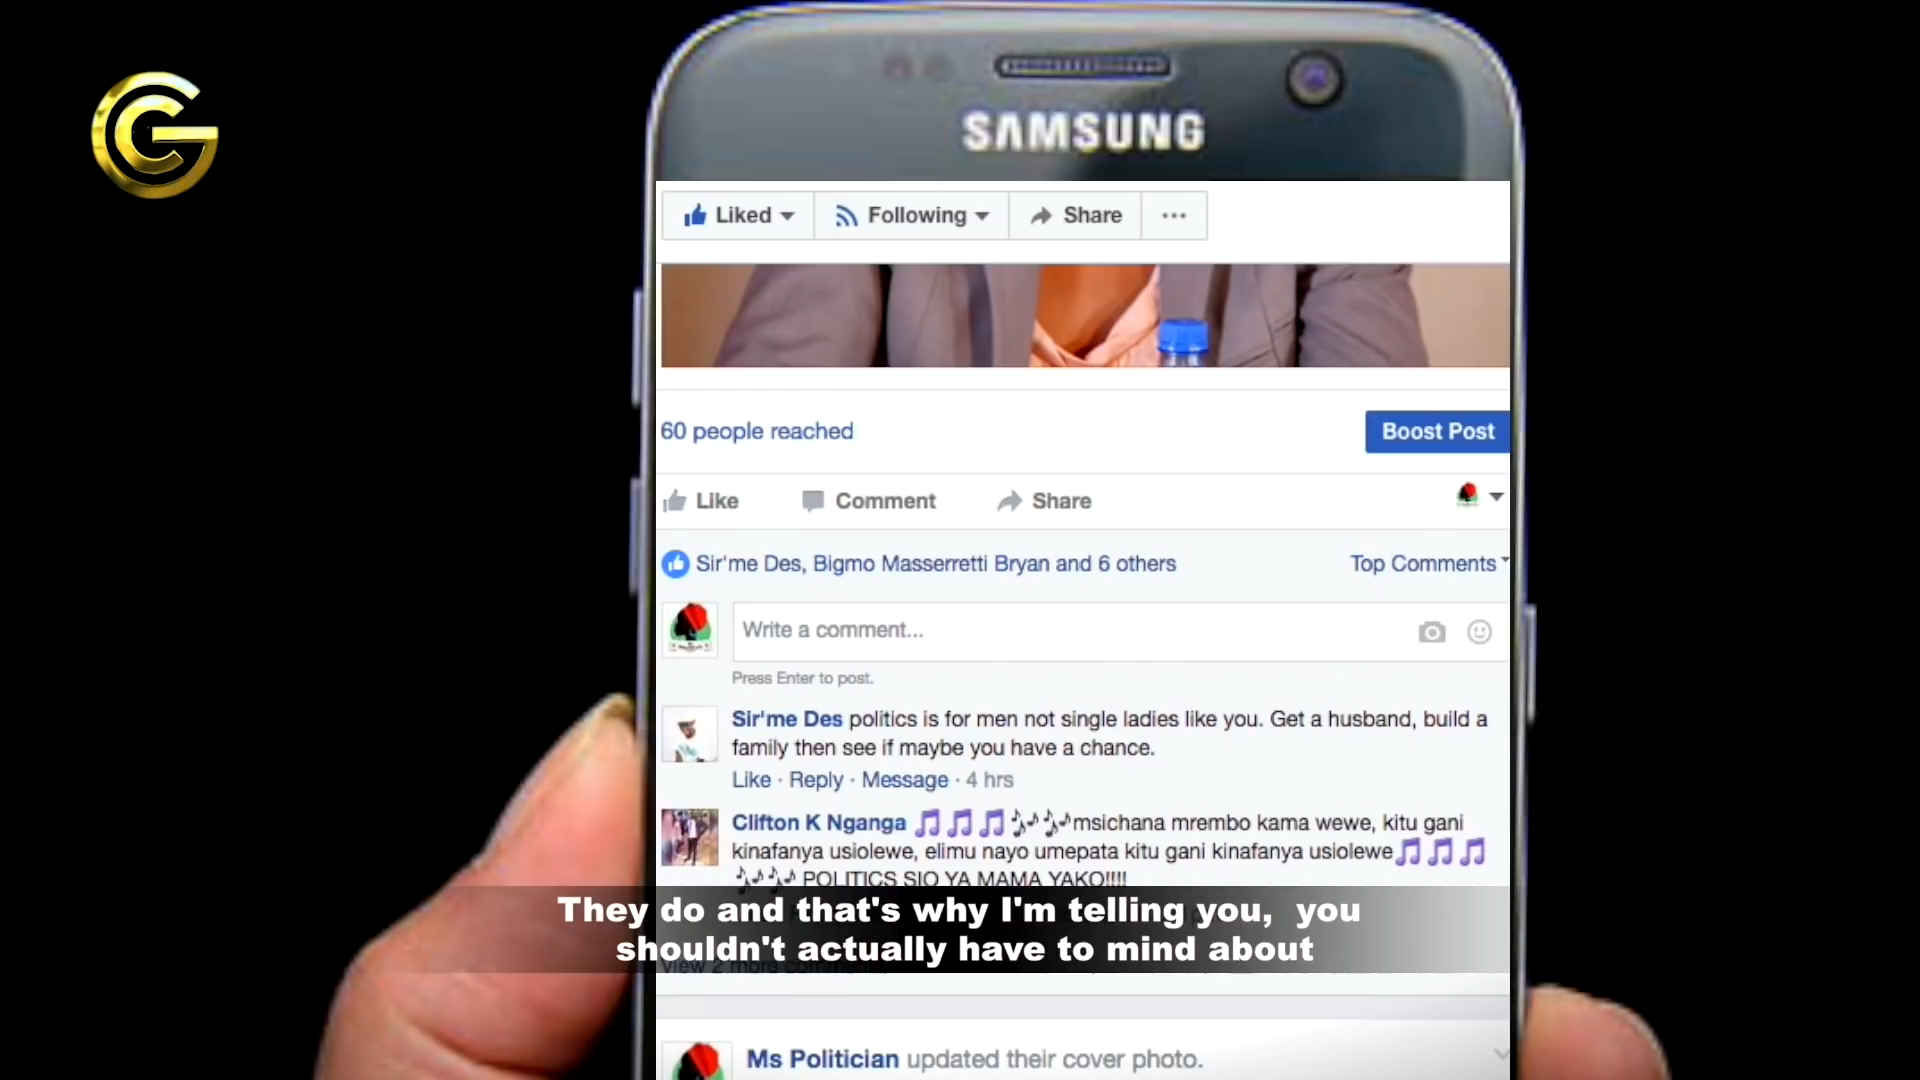 SAMSUNG
Liked
Following
Share
60 people reached
Boost Post
Like
Comment
Share
Sir'me Des, Bigmo Masserretti Bryan and 6 others
Top Comments
Write a comment...
Press Enter to post.
Sir'me Des politics is for men not single ladies like you. Get a husband, build a
family then see if maybe you have a chance.
Like · Reply · Message · 4 hrs
Clifton K Nganga 🎵🎵🎵🎶🎶msichana mrembo kama wewe, kitu gani
kinafanya usiolewe, elimu nayo umepata kitu gani kinafanya usiolewe🎵🎵🎵
🎶🎶 POLITICS SIO YA MAMA YAKO!!!!
They do and that's why I'm telling you, you
shouldn't actually have to mind about
View 2 more
Ms Politician updated their cover photo.